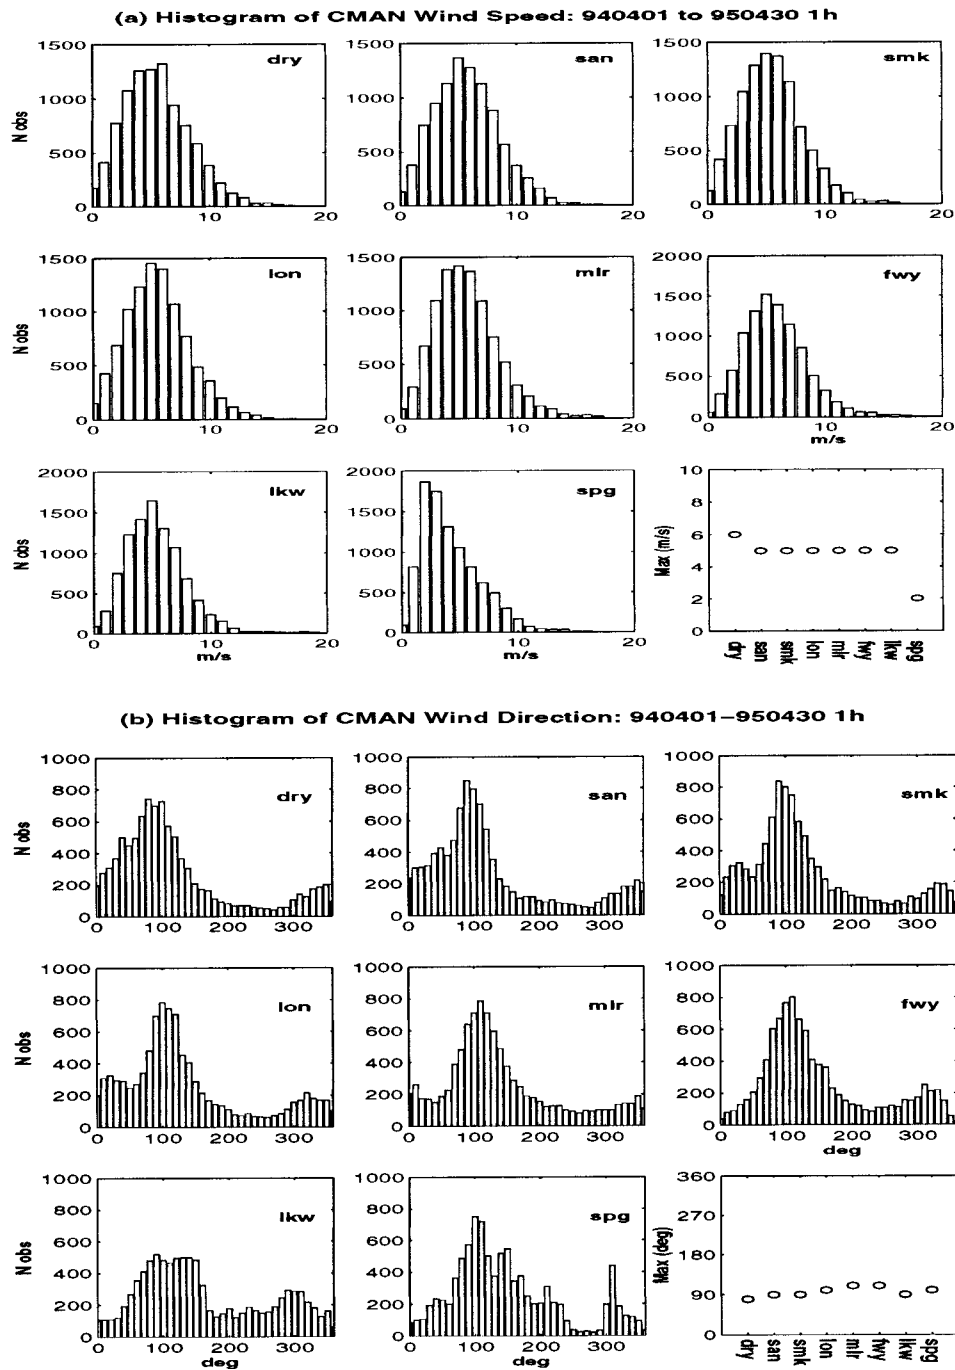 (a) Histogram of CMAN Wind Speed: 940401 to 950430 1h
1500 1000 500 0
N obs
dry
0 10 20
1500 1000 500 0
san
0 10 20
1500 1000 500 0
smk
0 10 20
1500 1000 500 0
N obs
lon
0 10 20
1500 1000 500 0
mlr
0 10 20
2000 1500 1000 500 0
fwy
0 10 20
m/s
2000 1500 1000 500 0
N obs
lkw
0 10 20
m/s
2000 1500 1000 500 0
spg
0 10 20
m/s
10 8 6 4 2 0
Max (m/s)
dry san smk lon mlr fwy lkw spg
(b) Histogram of CMAN Wind Direction: 940401–950430 1h
1000 800 600 400 200 0
N obs
dry
0 100 200 300
1000 800 600 400 200 0
san
0 100 200 300
1000 800 600 400 200 0
smk
0 100 200 300
1000 800 600 400 200 0
N obs
lon
0 100 200 300
1000 800 600 400 200 0
mlr
0 100 200 300
1000 800 600 400 200 0
fwy
0 100 200 300
deg
1000 800 600 400 200 0
N obs
lkw
0 100 200 300
deg
1000 800 600 400 200 0
spg
0 100 200 300
deg
360 270 180 90 0
Max (deg)
dry san smk lon mlr fwy lkw spg